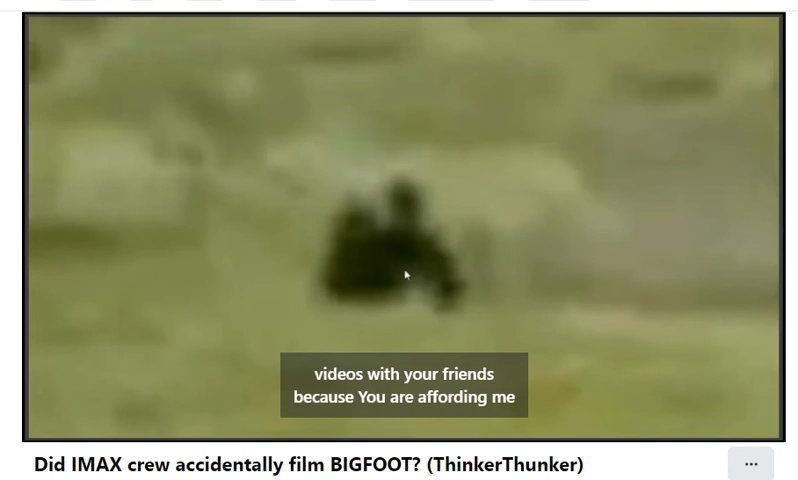 videos with your friends
because You are affording me
Did IMAX crew accidentally film BIGFOOT? (ThinkerThunker)